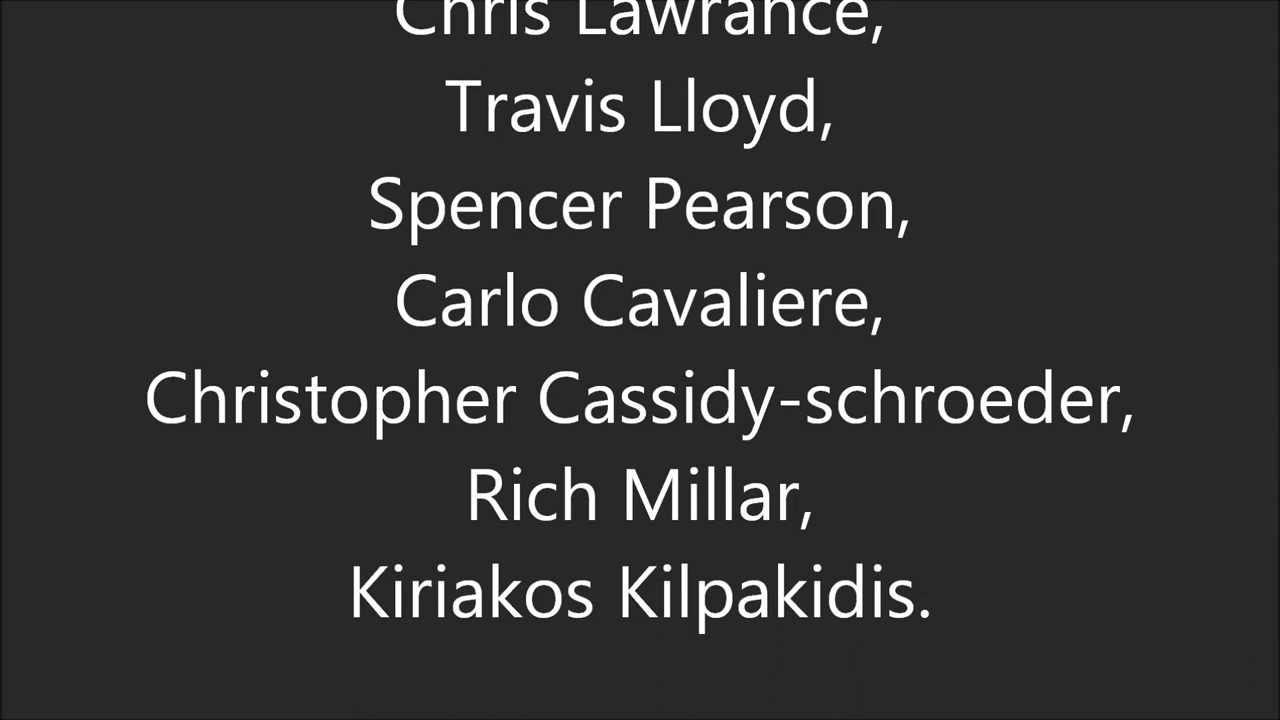 Chris Lawrance,
Travis Lloyd,
Spencer Pearson,
Carlo Cavaliere,
Christopher Cassidy-schroeder,
Rich Millar,
Kiriakos Kilpakidis.